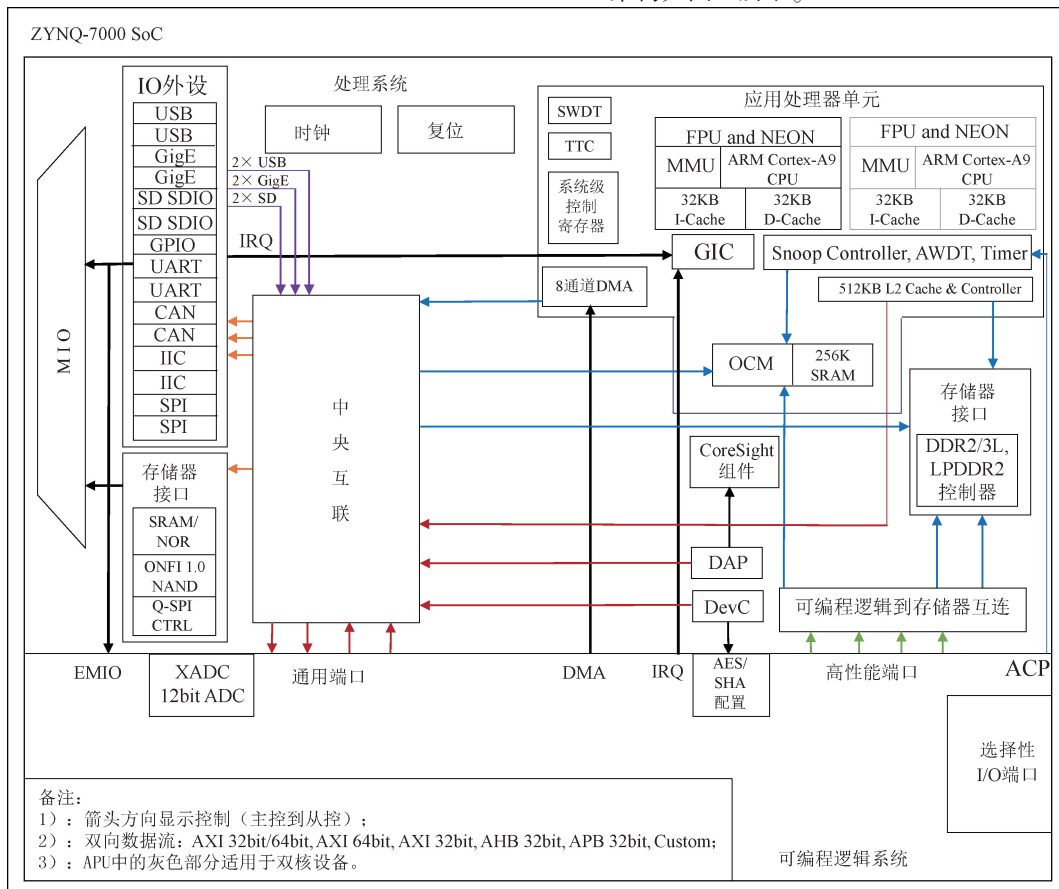 ZYNQ-7000 SoC
IO外设
USB
USB
GigE
GigE
SD SDIO
SD SDIO
GPIO
UART
UART
CAN
CAN
IIC
IIC
SPI
SPI
MIO
处理系统
时钟
复位
2× USB
2× GigE
2× SD
IRQ
应用处理器单元
SWDT
TTC
系统级
控制
寄存器
FPU and NEON
MMU
ARM Cortex-A9
CPU
32KB
I-Cache
32KB
D-Cache
FPU and NEON
MMU
ARM Cortex-A9
CPU
32KB
I-Cache
32KB
D-Cache
GIC
Snoop Controller, AWDT, Timer
8通道DMA
512KB L2 Cache & Controller
OCM
256K
SRAM
中
央
互
联
存储器
接口
DDR2/3L,
LPDDR2
控制器
CoreSight
组件
存储器
接口
SRAM/
NOR
ONFI 1.0
NAND
Q-SPI
CTRL
DAP
DevC
可编程逻辑到存储器互连
EMIO
XADC
12bit ADC
通用端口
DMA
IRQ
AES/
SHA
配置
高性能端口
ACP
选择性
I/O端口
备注：
1）：箭头方向显示控制（主控到从控）；
2）：双向数据流：AXI 32bit/64bit, AXI 64bit, AXI 32bit, AHB 32bit, APB 32bit, Custom；
3）：APU中的灰色部分适用于双核设备。
可编程逻辑系统